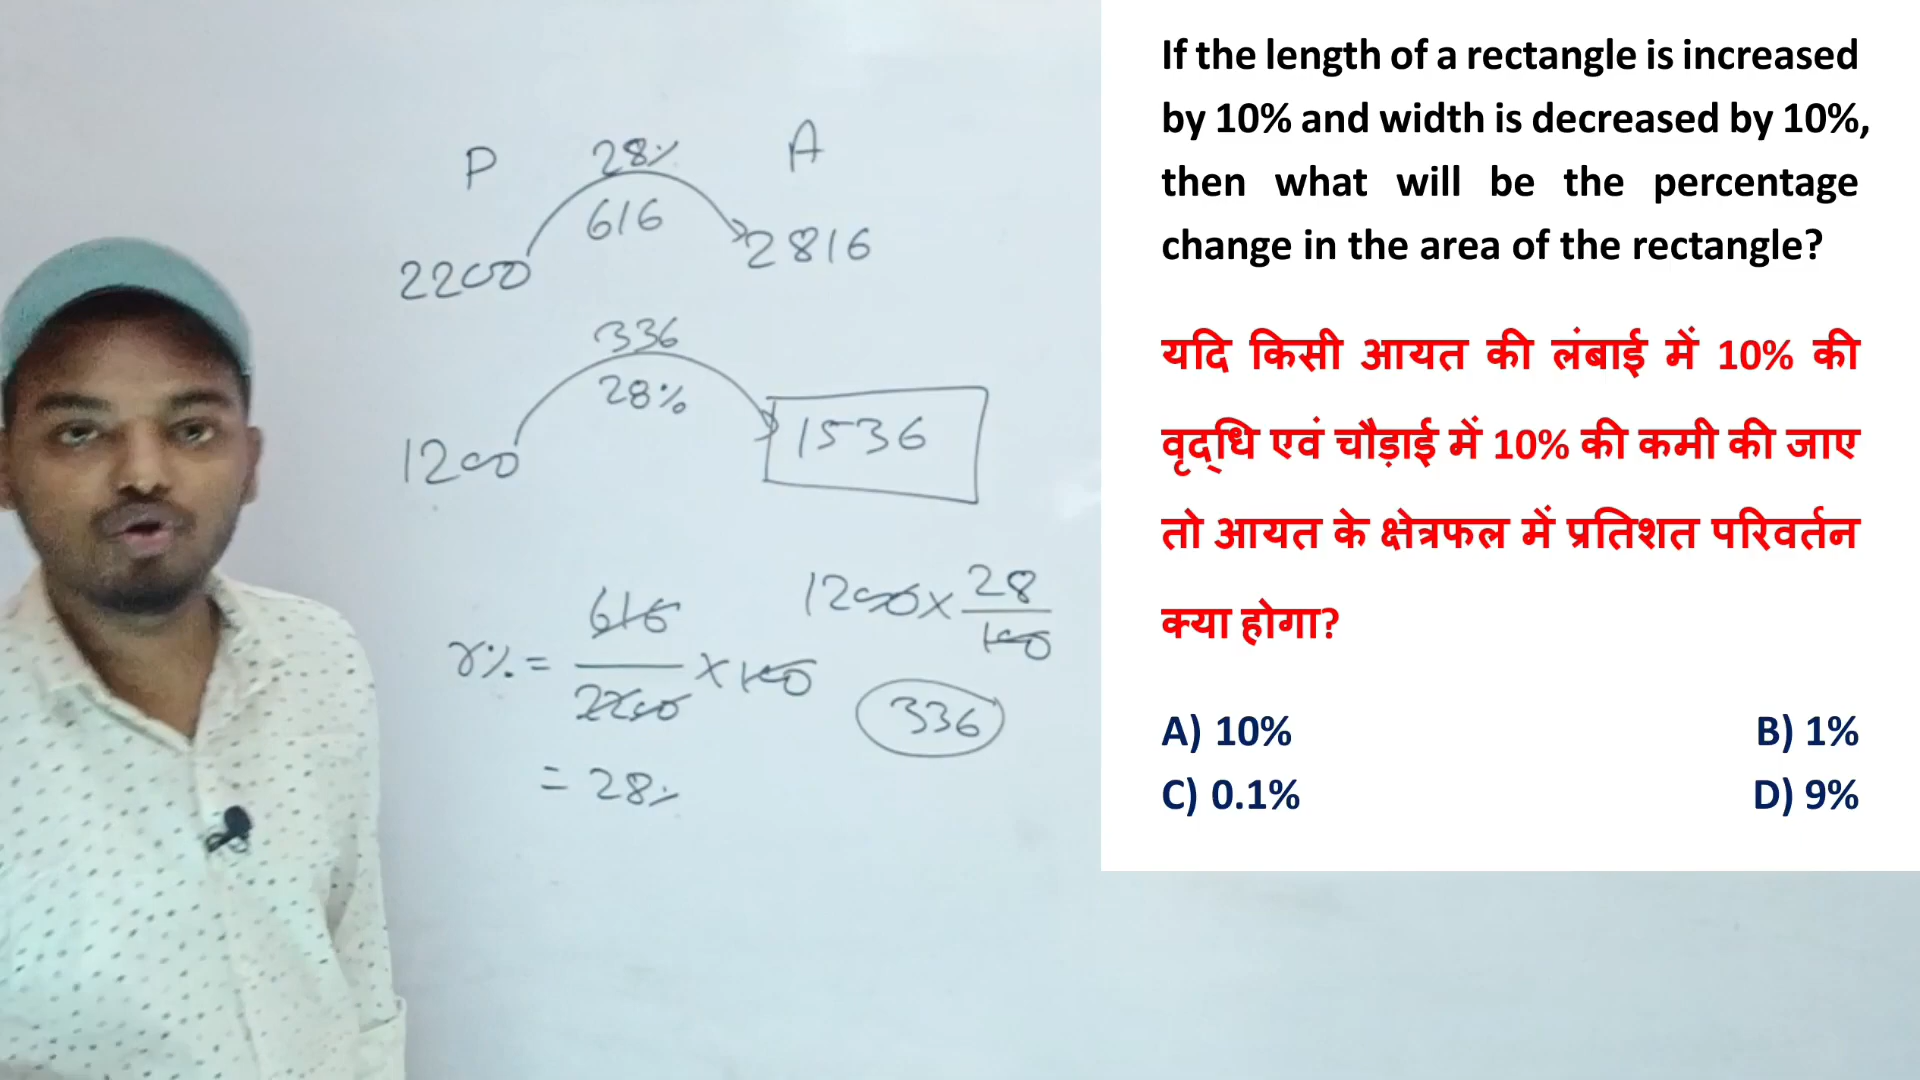 P 28% A
2200 616 2816
336
1200 28% 1536
r% = 616/2200 × 100
= 28%
1200 × 28/100
336
If the length of a rectangle is increased
by 10% and width is decreased by 10%,
then what will be the percentage
change in the area of the rectangle?
यदि किसी आयत की लंबाई में 10% की
वृद्धि एवं चौड़ाई में 10% की कमी की जाए
तो आयत के क्षेत्रफल में प्रतिशत परिवर्तन
क्या होगा?
A) 10% B) 1%
C) 0.1% D) 9%